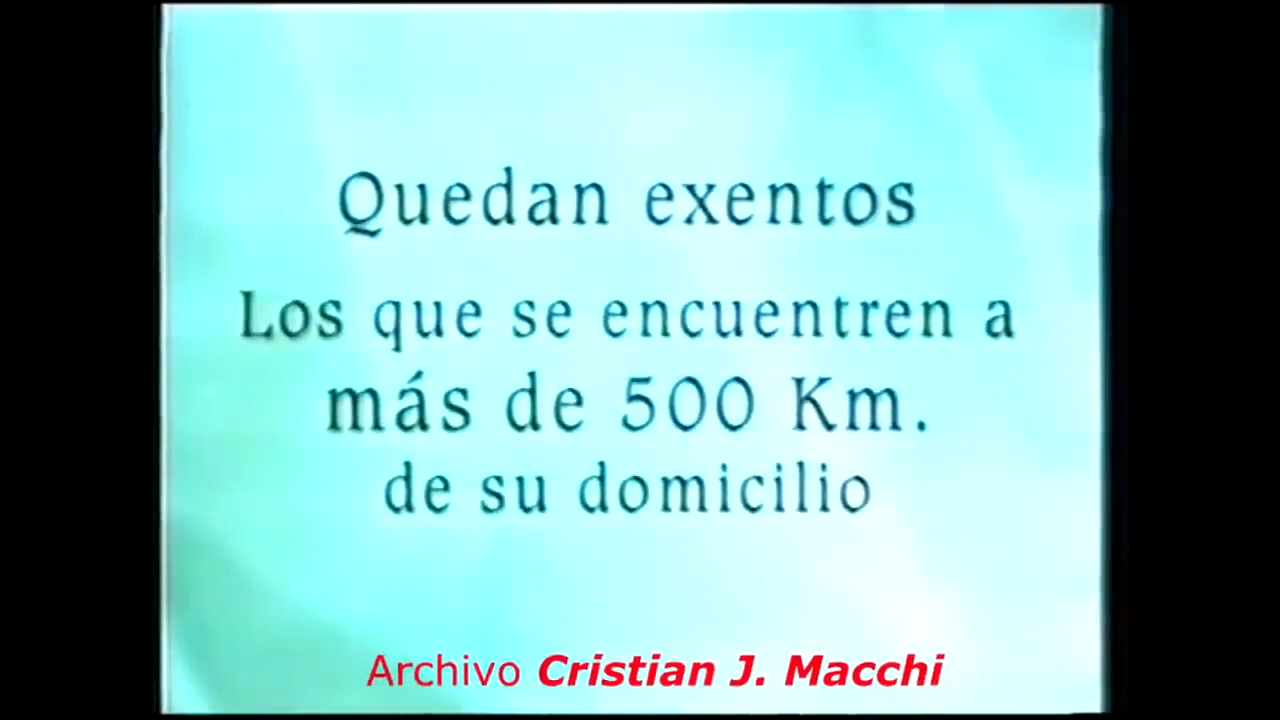 Quedan exentos
Los que se encuentren a
más de 500 Km.
de su domicilio
Archivo Cristian J. Macchi